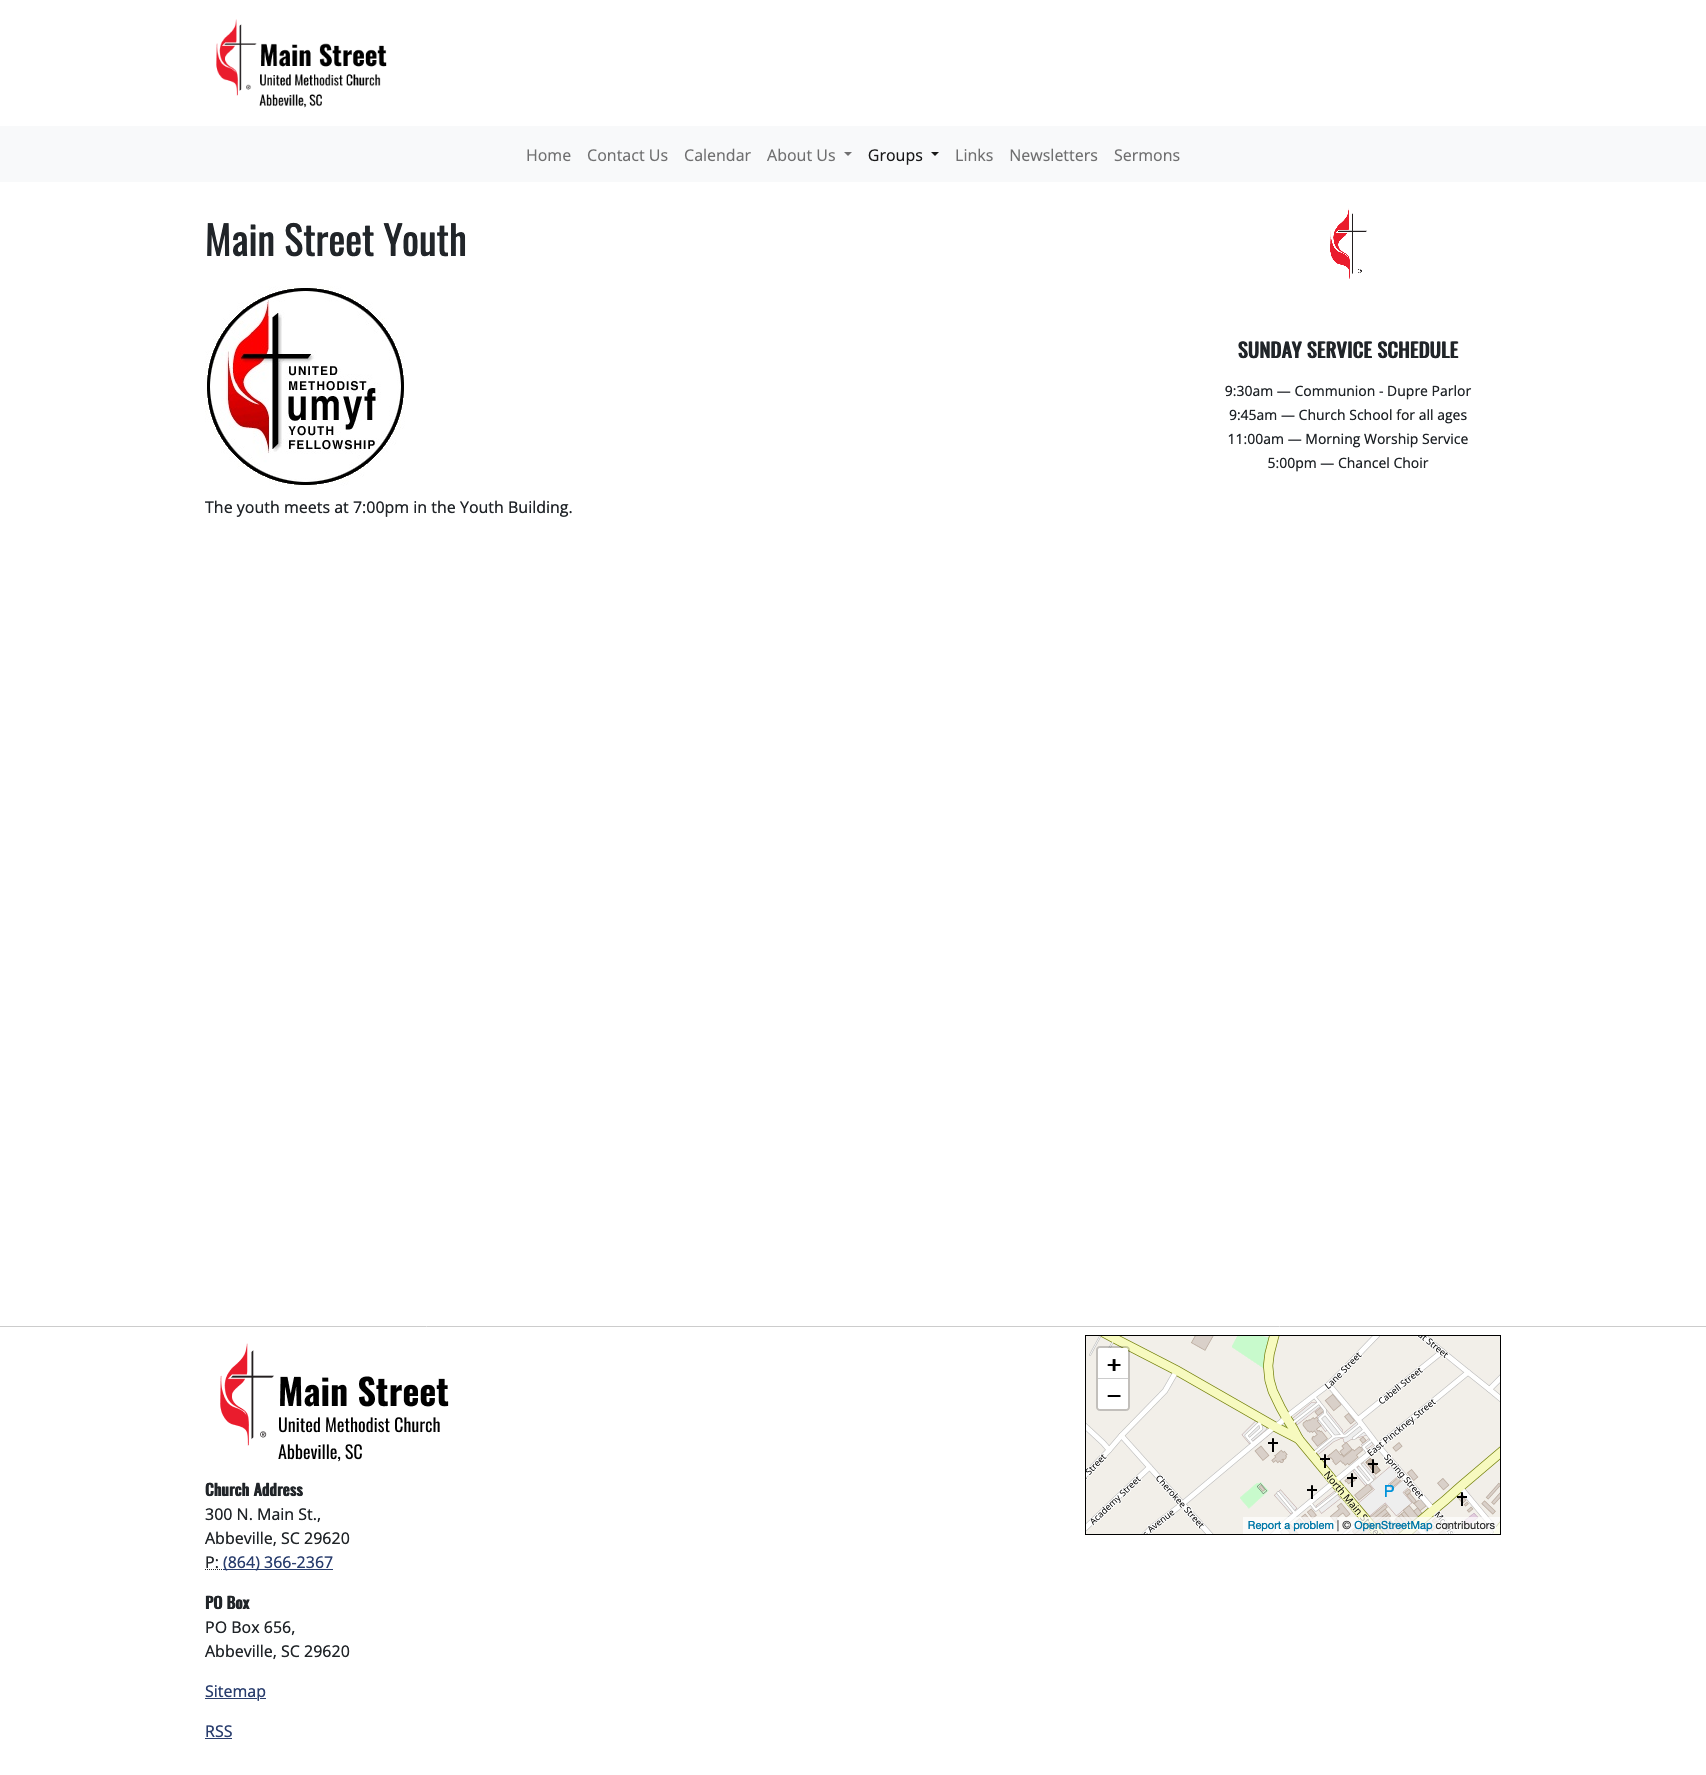 Main Street
United Methodist Church
Abbeville, SC
Home Contact Us Calendar About Us Groups Links Newsletters Sermons
Main Street Youth
UNITED
METHODIST
umyf
YOUTH
FELLOWSHIP
The youth meets at 7:00pm in the Youth Building.
SUNDAY SERVICE SCHEDULE
9:30am — Communion - Dupre Parlor
9:45am — Church School for all ages
11:00am — Morning Worship Service
5:00pm — Chancel Choir
Main Street
United Methodist Church
Abbeville, SC
Church Address
300 N. Main St.,
Abbeville, SC 29620
P: (864) 366-2367
PO Box
PO Box 656,
Abbeville, SC 29620
Sitemap
RSS
+
−
Street
Lane Street
Cabell Street
East Pinckney Street
Spring Street
North Main
Street
Academy Street
Cherokee Street
Avenue
P
Report a problem | © OpenStreetMap contributors